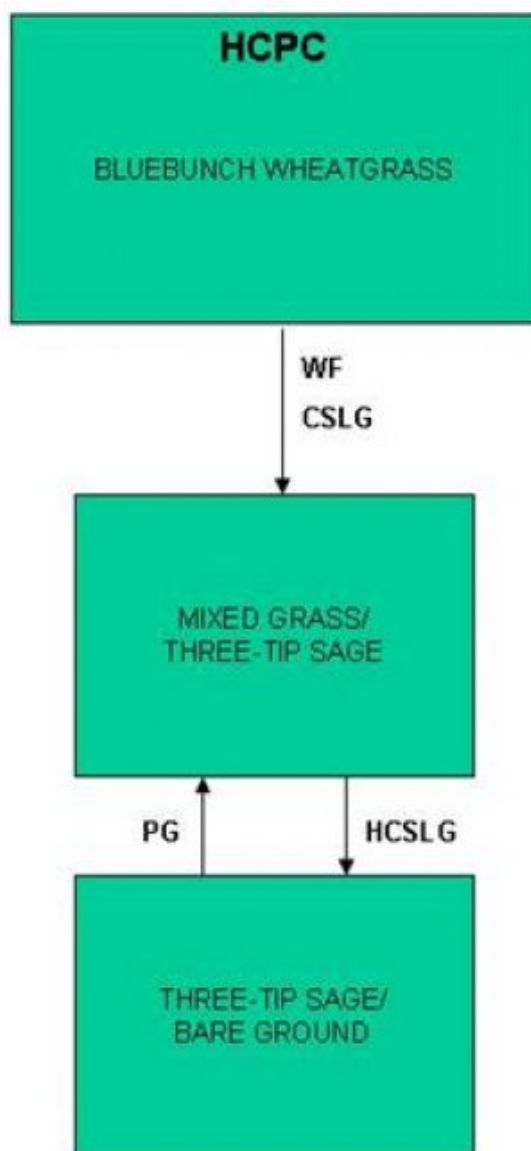 HCPC
BLUEBUNCH WHEATGRASS
WF
CSLG
MIXED GRASS/
THREE-TIP SAGE
PG
HCSLG
THREE-TIP SAGE/
BARE GROUND